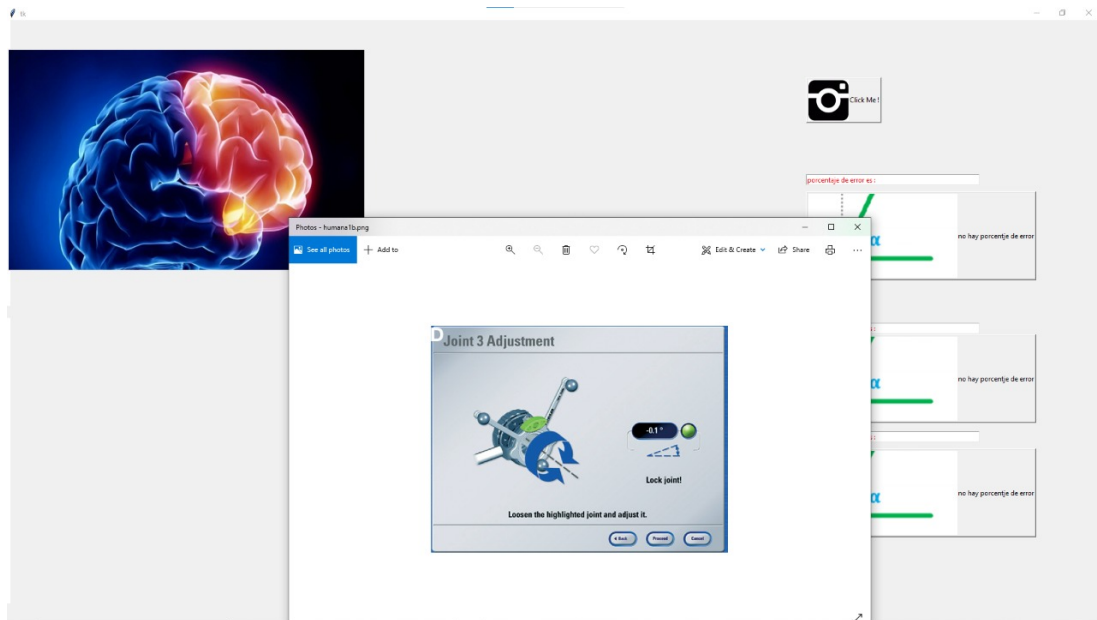 tk
Click Me !
porcentaje de error es :
no hay porcentje de error
Photos - humana1b.png
See all photos
Add to
Edit & Create
Share
D
Joint 3 Adjustment
-0.1 °
Lock joint!
Loosen the highlighted joint and adjust it.
Back
Proceed
Cancel
α
s :
α
no hay porcentje de error
s :
α
no hay porcentje de error